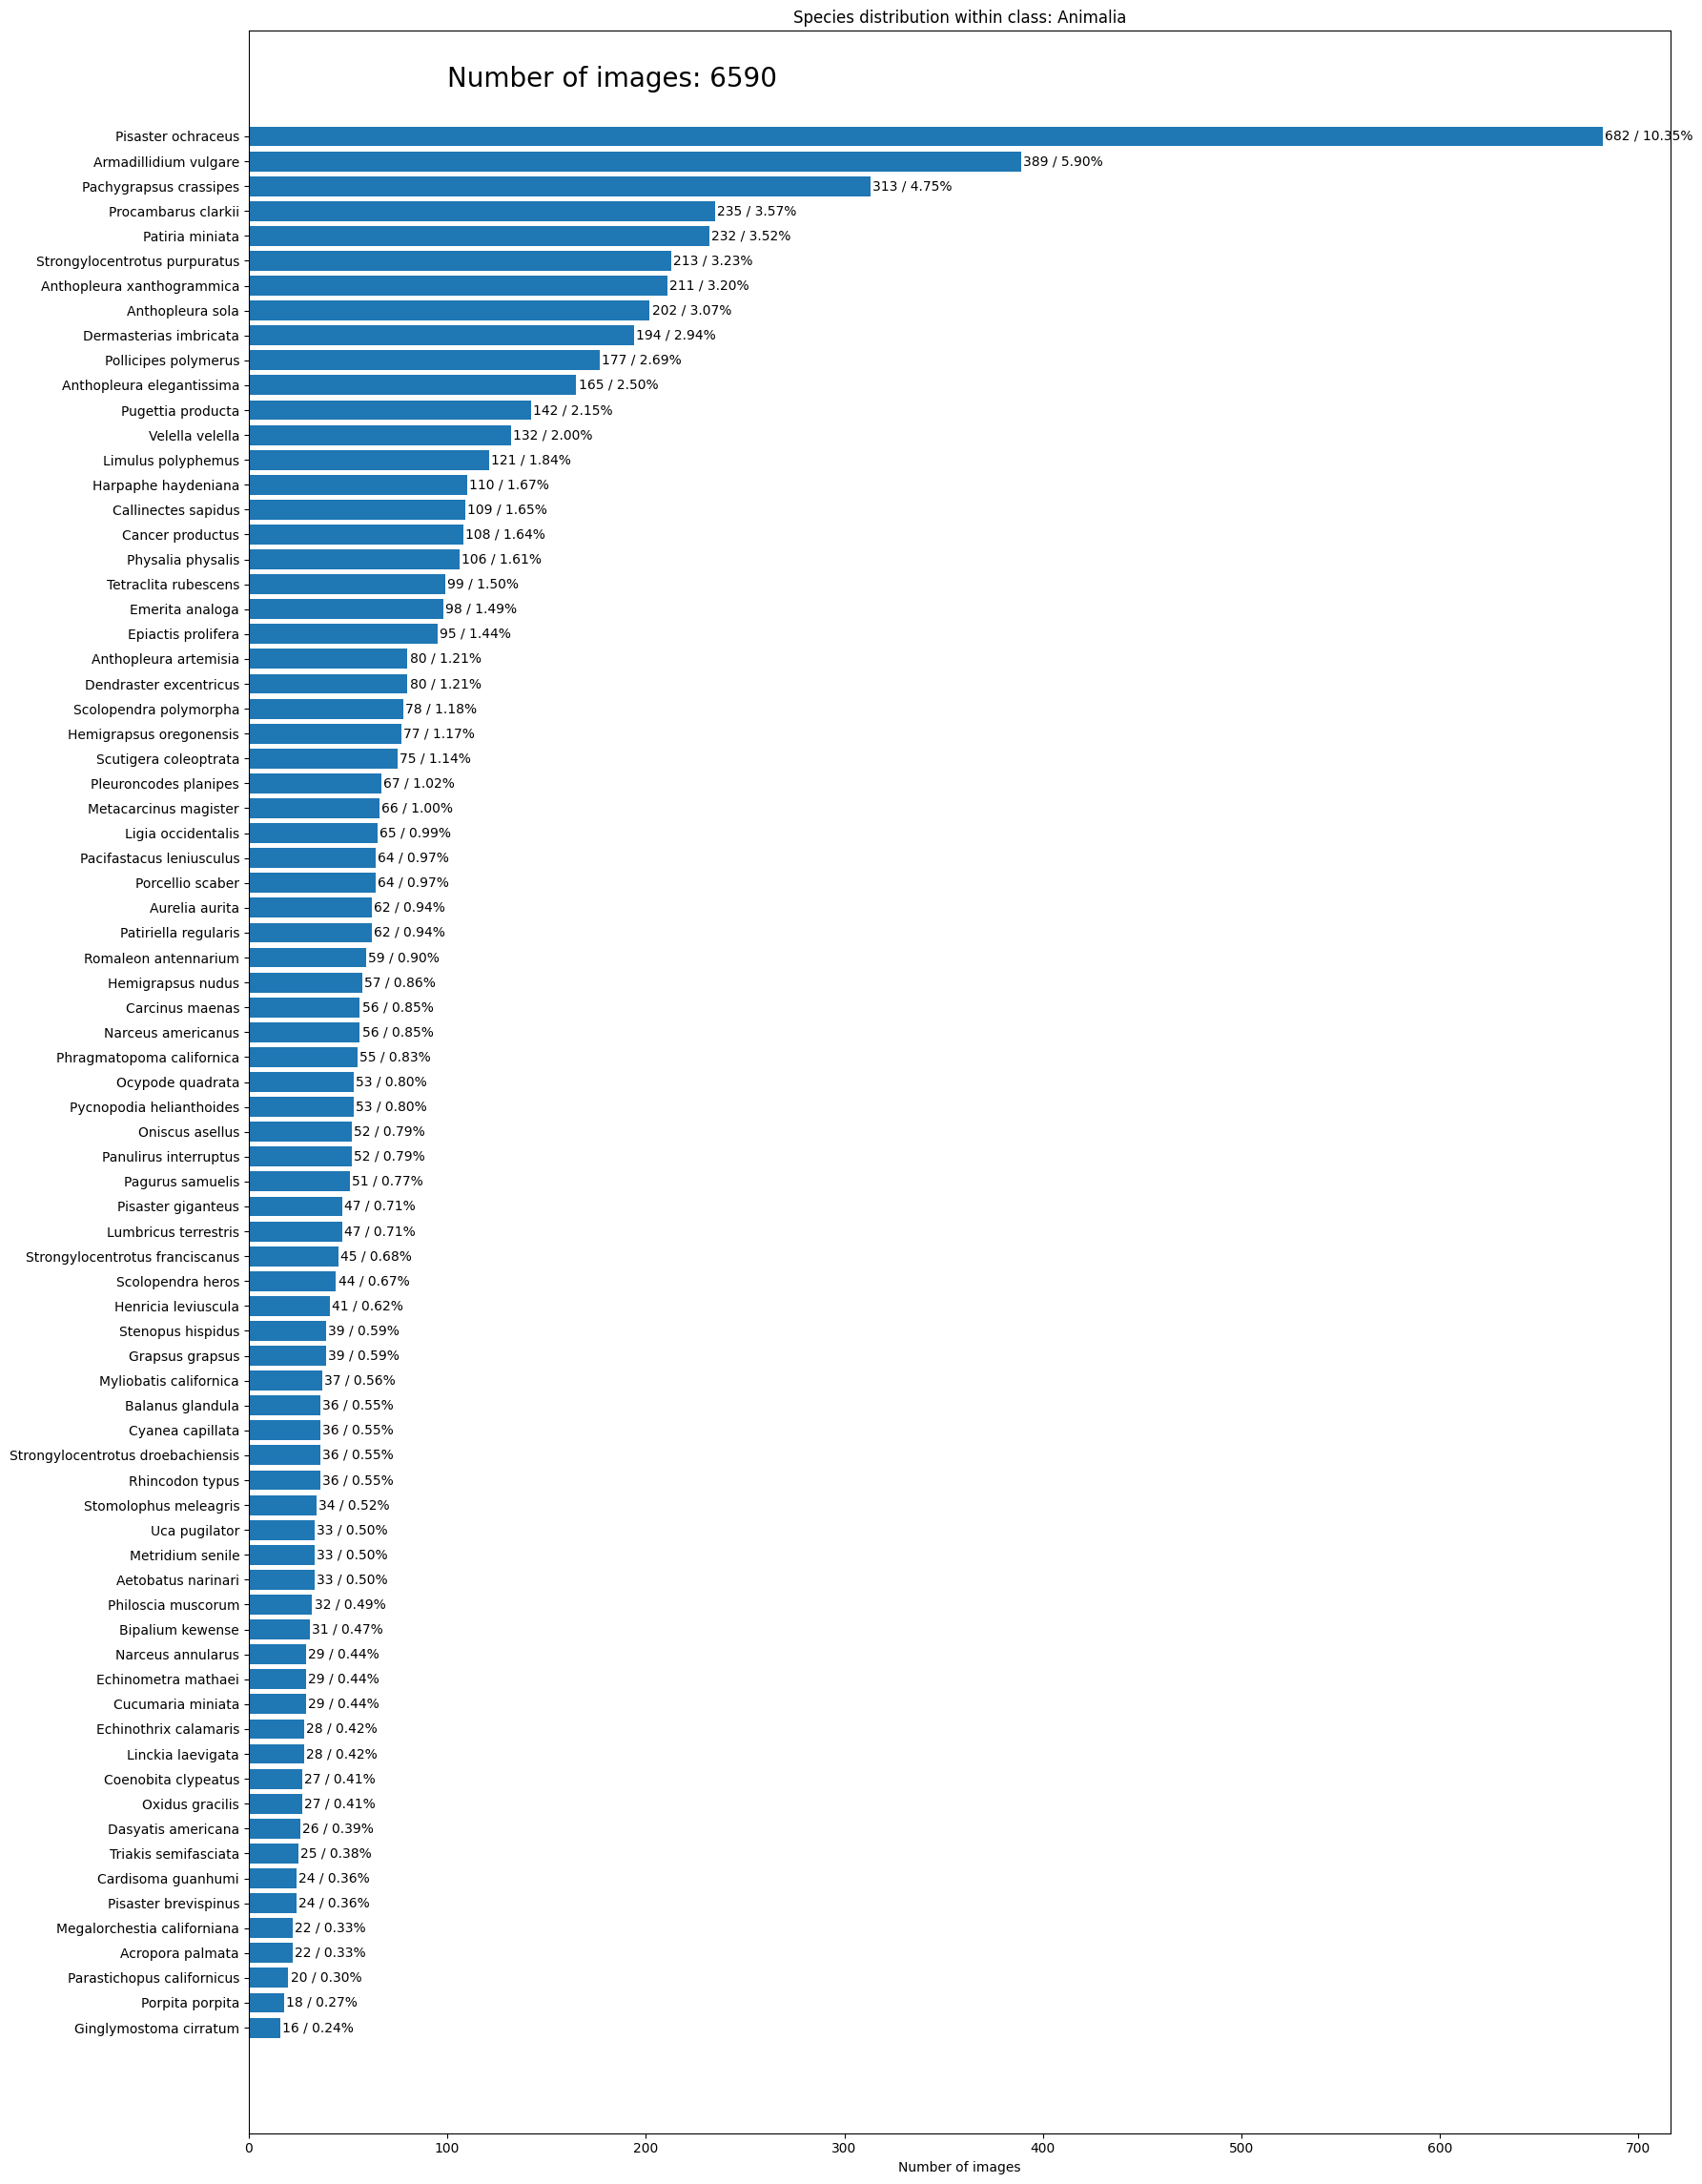 Species distribution within class: Animalia
Number of images: 6590
Pisaster ochraceus 682 / 10.35%
Armadillidium vulgare 389 / 5.90%
Pachygrapsus crassipes 313 / 4.75%
Procambarus clarkii 235 / 3.57%
Patiria miniata 232 / 3.52%
Strongylocentrotus purpuratus 213 / 3.23%
Anthopleura xanthogrammica 211 / 3.20%
Anthopleura sola 202 / 3.07%
Dermasterias imbricata 194 / 2.94%
Pollicipes polymerus 177 / 2.69%
Anthopleura elegantissima 165 / 2.50%
Pugettia producta 142 / 2.15%
Velella velella 132 / 2.00%
Limulus polyphemus 121 / 1.84%
Harpaphe haydeniana 110 / 1.67%
Callinectes sapidus 109 / 1.65%
Cancer productus 108 / 1.64%
Physalia physalis 106 / 1.61%
Tetraclita rubescens 99 / 1.50%
Emerita analoga 98 / 1.49%
Epiactis prolifera 95 / 1.44%
Anthopleura artemisia 80 / 1.21%
Dendraster excentricus 80 / 1.21%
Scolopendra polymorpha 78 / 1.18%
Hemigrapsus oregonensis 77 / 1.17%
Scutigera coleoptrata 75 / 1.14%
Pleuroncodes planipes 67 / 1.02%
Metacarcinus magister 66 / 1.00%
Ligia occidentalis 65 / 0.99%
Pacifastacus leniusculus 64 / 0.97%
Porcellio scaber 64 / 0.97%
Aurelia aurita 62 / 0.94%
Patiriella regularis 62 / 0.94%
Romaleon antennarium 59 / 0.90%
Hemigrapsus nudus 57 / 0.86%
Carcinus maenas 56 / 0.85%
Narceus americanus 56 / 0.85%
Phragmatopoma californica 55 / 0.83%
Ocypode quadrata 53 / 0.80%
Pycnopodia helianthoides 53 / 0.80%
Oniscus asellus 52 / 0.79%
Panulirus interruptus 52 / 0.79%
Pagurus samuelis 51 / 0.77%
Pisaster giganteus 47 / 0.71%
Lumbricus terrestris 47 / 0.71%
Strongylocentrotus franciscanus 45 / 0.68%
Scolopendra heros 44 / 0.67%
Henricia leviuscula 41 / 0.62%
Stenopus hispidus 39 / 0.59%
Grapsus grapsus 39 / 0.59%
Myliobatis californica 37 / 0.56%
Balanus glandula 36 / 0.55%
Cyanea capillata 36 / 0.55%
Strongylocentrotus droebachiensis 36 / 0.55%
Rhincodon typus 36 / 0.55%
Stomolophus meleagris 34 / 0.52%
Uca pugilator 33 / 0.50%
Metridium senile 33 / 0.50%
Aetobatus narinari 33 / 0.50%
Philoscia muscorum 32 / 0.49%
Bipalium kewense 31 / 0.47%
Narceus annularus 29 / 0.44%
Echinometra mathaei 29 / 0.44%
Cucumaria miniata 29 / 0.44%
Echinothrix calamaris 28 / 0.42%
Linckia laevigata 28 / 0.42%
Coenobita clypeatus 27 / 0.41%
Oxidus gracilis 27 / 0.41%
Dasyatis americana 26 / 0.39%
Triakis semifasciata 25 / 0.38%
Cardisoma guanhumi 24 / 0.36%
Pisaster brevispinus 24 / 0.36%
Megalorchestia californiana 22 / 0.33%
Acropora palmata 22 / 0.33%
Parastichopus californicus 20 / 0.30%
Porpita porpita 18 / 0.27%
Ginglymostoma cirratum 16 / 0.24%
0 100 200 300 400 500 600 700
Number of images